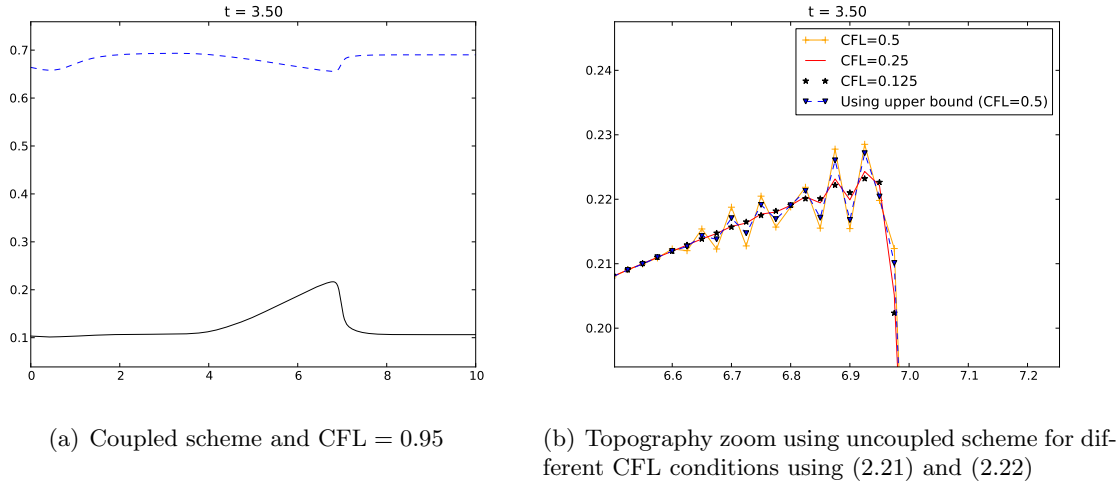 t = 3.50
0.7
0.6
0.5
0.4
0.3
0.2
0.1
0 2 4 6 8 10
(a) Coupled scheme and CFL = 0.95
t = 3.50
CFL=0.5
CFL=0.25
CFL=0.125
Using upper bound (CFL=0.5)
0.24
0.23
0.22
0.21
0.20
6.6 6.7 6.8 6.9 7.0 7.1 7.2
(b) Topography zoom using uncoupled scheme for dif-
ferent CFL conditions using (2.21) and (2.22)